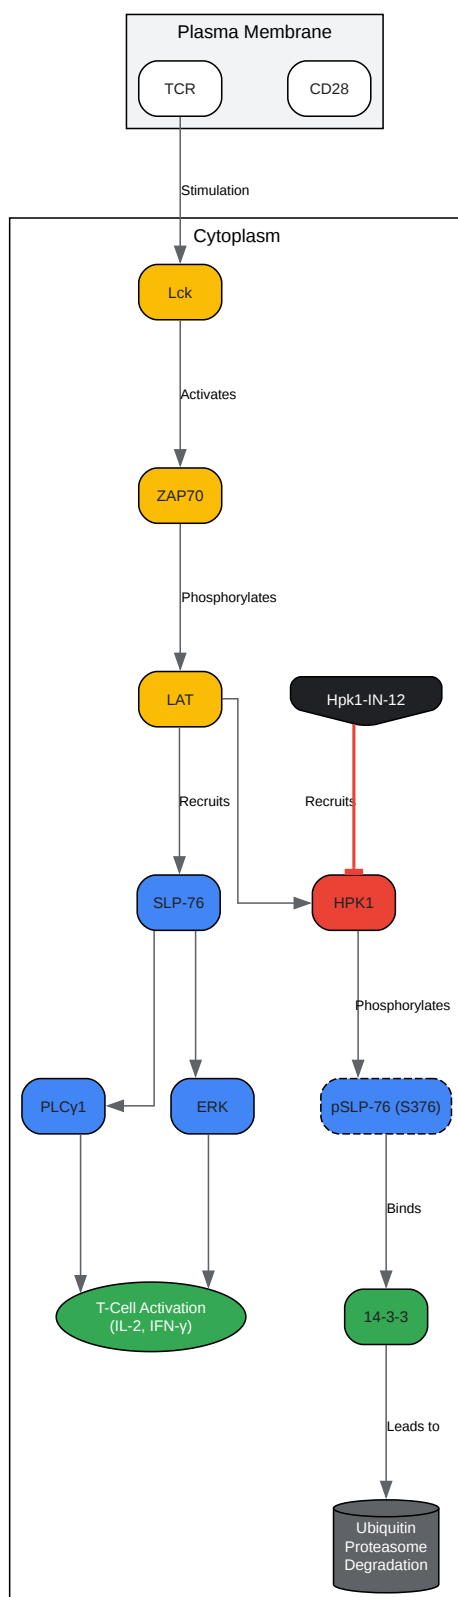 Plasma Membrane
TCR
CD28
Stimulation
Cytoplasm
Lck
Activates
ZAP70
Phosphorylates
LAT
Hpk1-IN-12
Recruits
Recruits
SLP-76
HPK1
Phosphorylates
PLCγ1
ERK
pSLP-76 (S376)
Binds
T-Cell Activation
(IL-2, IFN-γ)
14-3-3
Leads to
Ubiquitin
Proteasome
Degradation